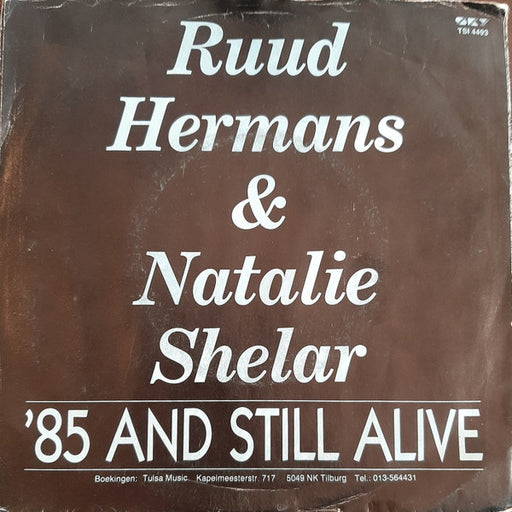 SKY
TSI 4493
Ruud
Hermans
&
Natalie
Shelar
'85 AND STILL ALIVE
Boekingen: Tulsa Music Kapelmeesterstr. 717 5049 NK Tilburg Tel.: 013-564431